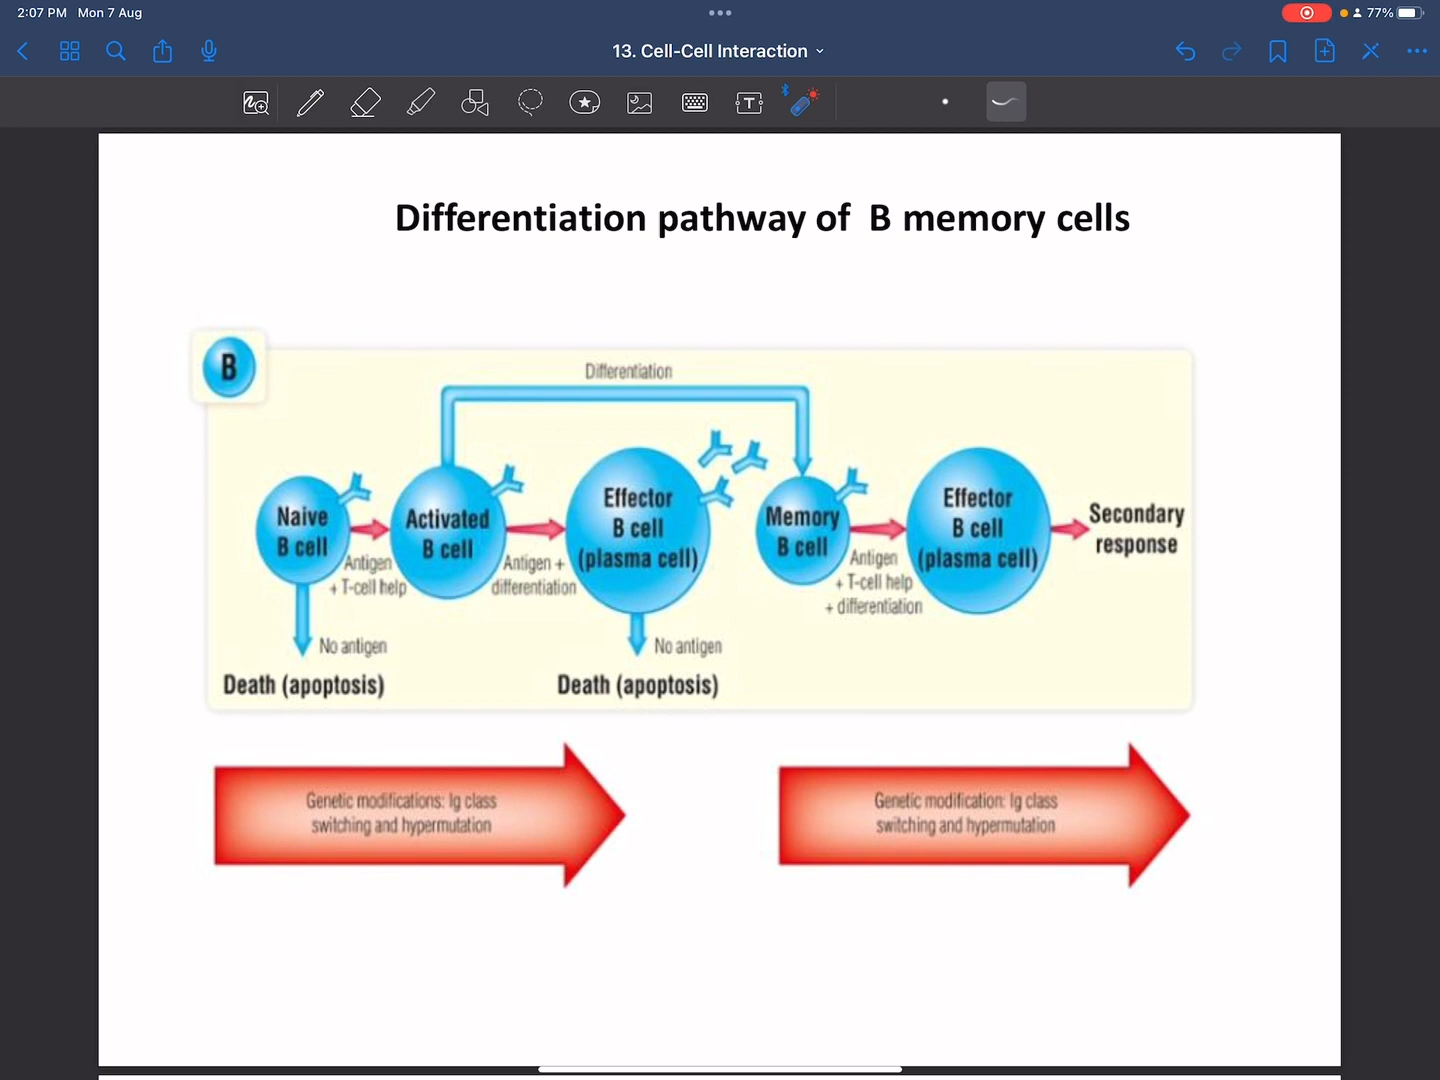 2:07 PM Mon 7 Aug
77%
13. Cell-Cell Interaction
T
Differentiation pathway of B memory cells
B
Differentiation
Naive
B cell
Antigen
+ T-cell help
Activated
B cell
Antigen +
differentiation
Effector
B cell
(plasma cell)
Memory
B cell
Antigen
+ T-cell help
+ differentiation
Effector
B cell
(plasma cell)
Secondary
response
No antigen
No antigen
Death (apoptosis)
Death (apoptosis)
Genetic modifications: Ig class
switching and hypermutation
Genetic modification: Ig class
switching and hypermutation